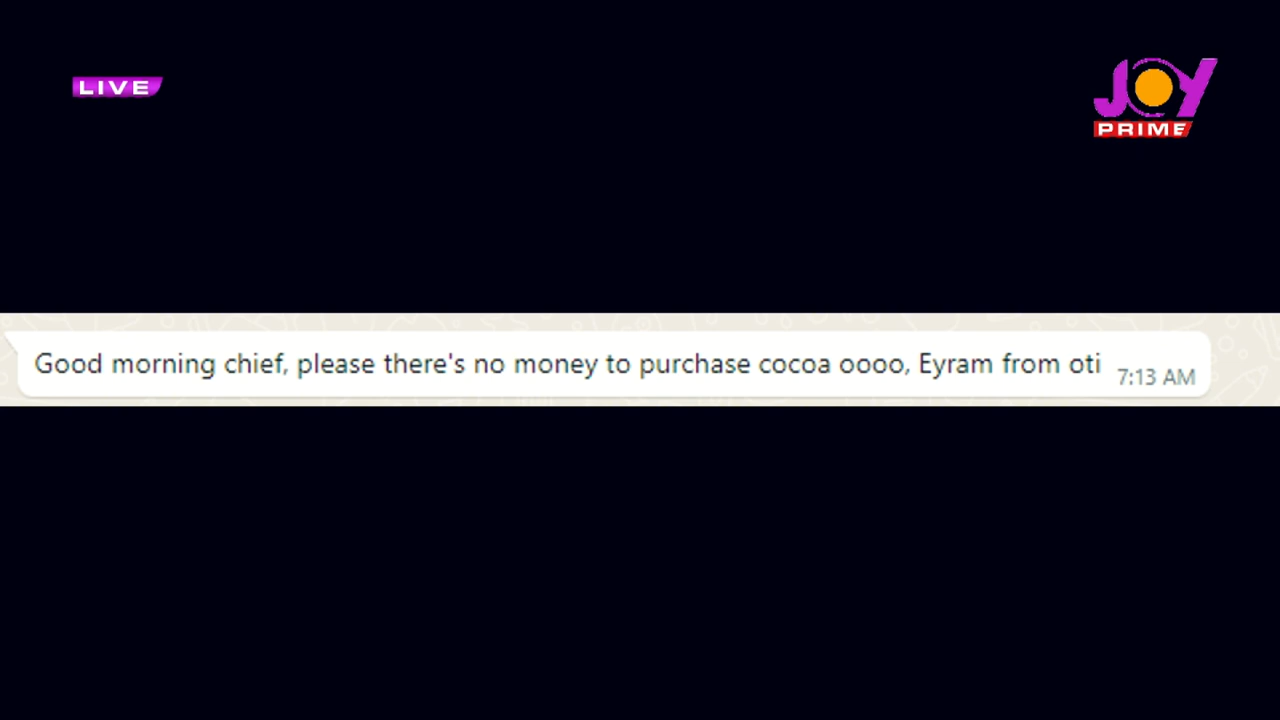 LIVE
JOY
PRIME
Good morning chief, please there's no money to purchase cocoa oooo, Eyram from oti
7:13 AM